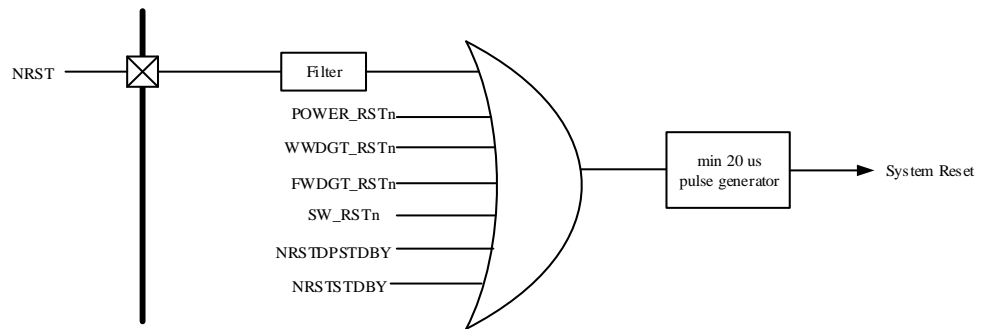 NRST
Filter
POWER_RSTn
WWDGT_RSTn
FWDGT_RSTn
SW_RSTn
NRSTDPSTDBY
NRSTSTDBY
min 20 us
pulse generator
System Reset